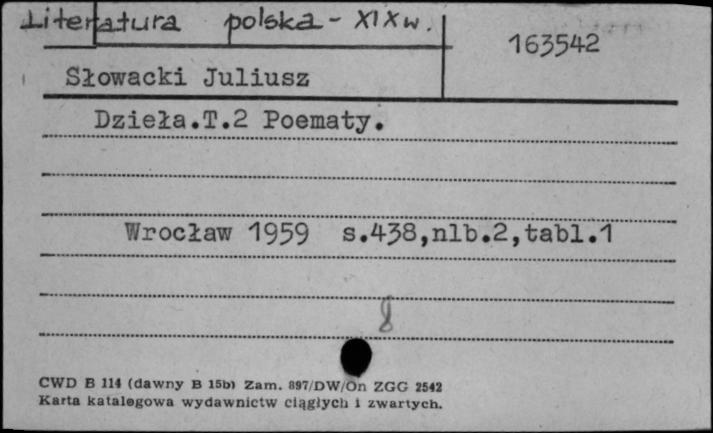 Literatura polska - XIX w.
163542
Słowacki Juliusz
Dzieła.T.2 Poematy.
Wrocław 1959 s.438,nlb.2,tabl.1
8
CWD B 114 (dawny B 15b) Zam. 897/DW/On ZGG 2542
Karta katalogowa wydawnictw ciągłych i zwartych.